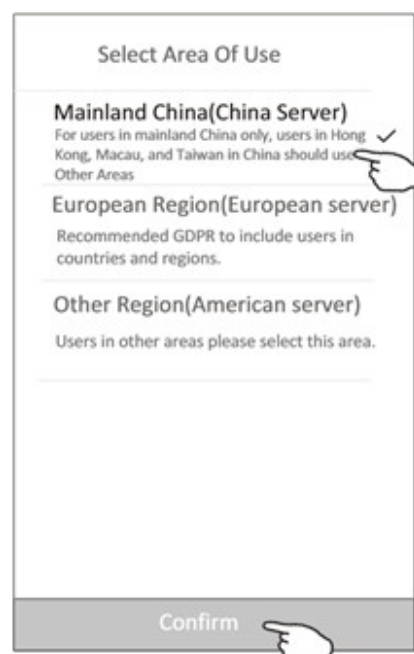 Select Area Of Use
Mainland China(China Server)
For users in mainland China only, users in Hong
Kong, Macau, and Taiwan in China should use
Other Areas
European Region(European server)
Recommended GDPR to include users in
countries and regions.
Other Region(American server)
Users in other areas please select this area.
Confirm